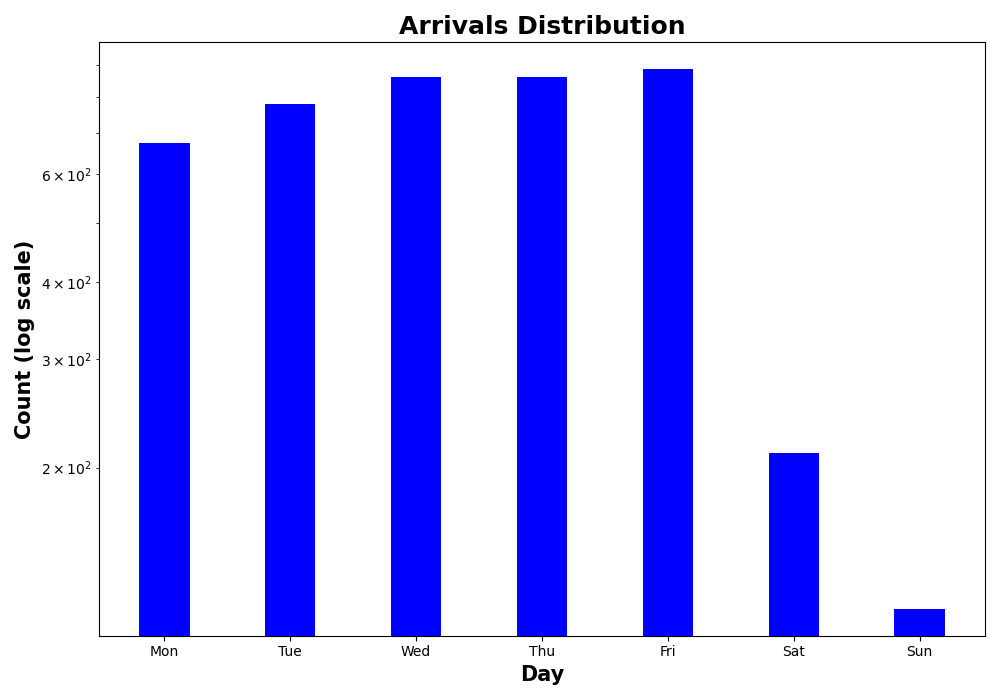 Arrivals Distribution
6 × 10²
4 × 10²
3 × 10²
2 × 10²
Count (log scale)
Mon Tue Wed Thu Fri Sat Sun
Day